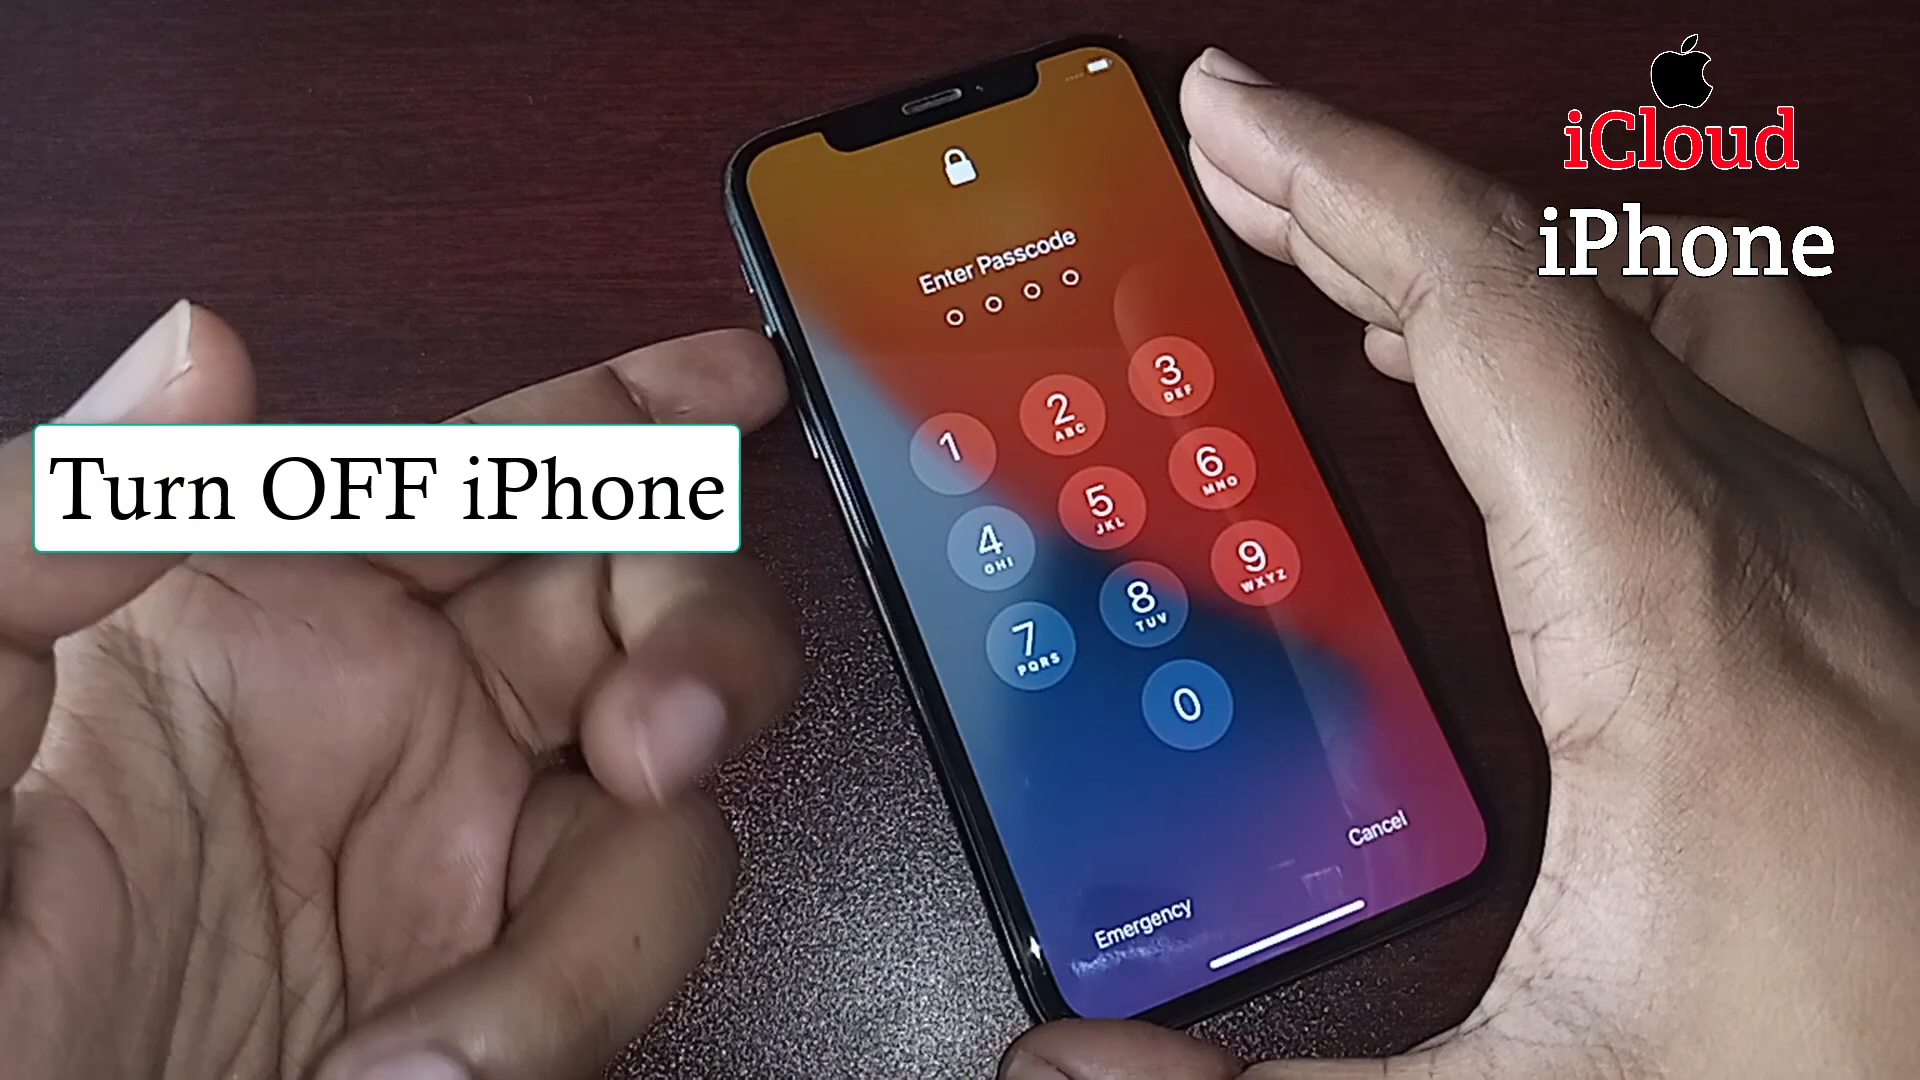 iCloud
iPhone
Turn OFF iPhone
Enter Passcode
1
2
ABC
3
DEF
4
GHI
5
JKL
6
MNO
7
PQRS
8
TUV
9
WXYZ
0
Cancel
Emergency